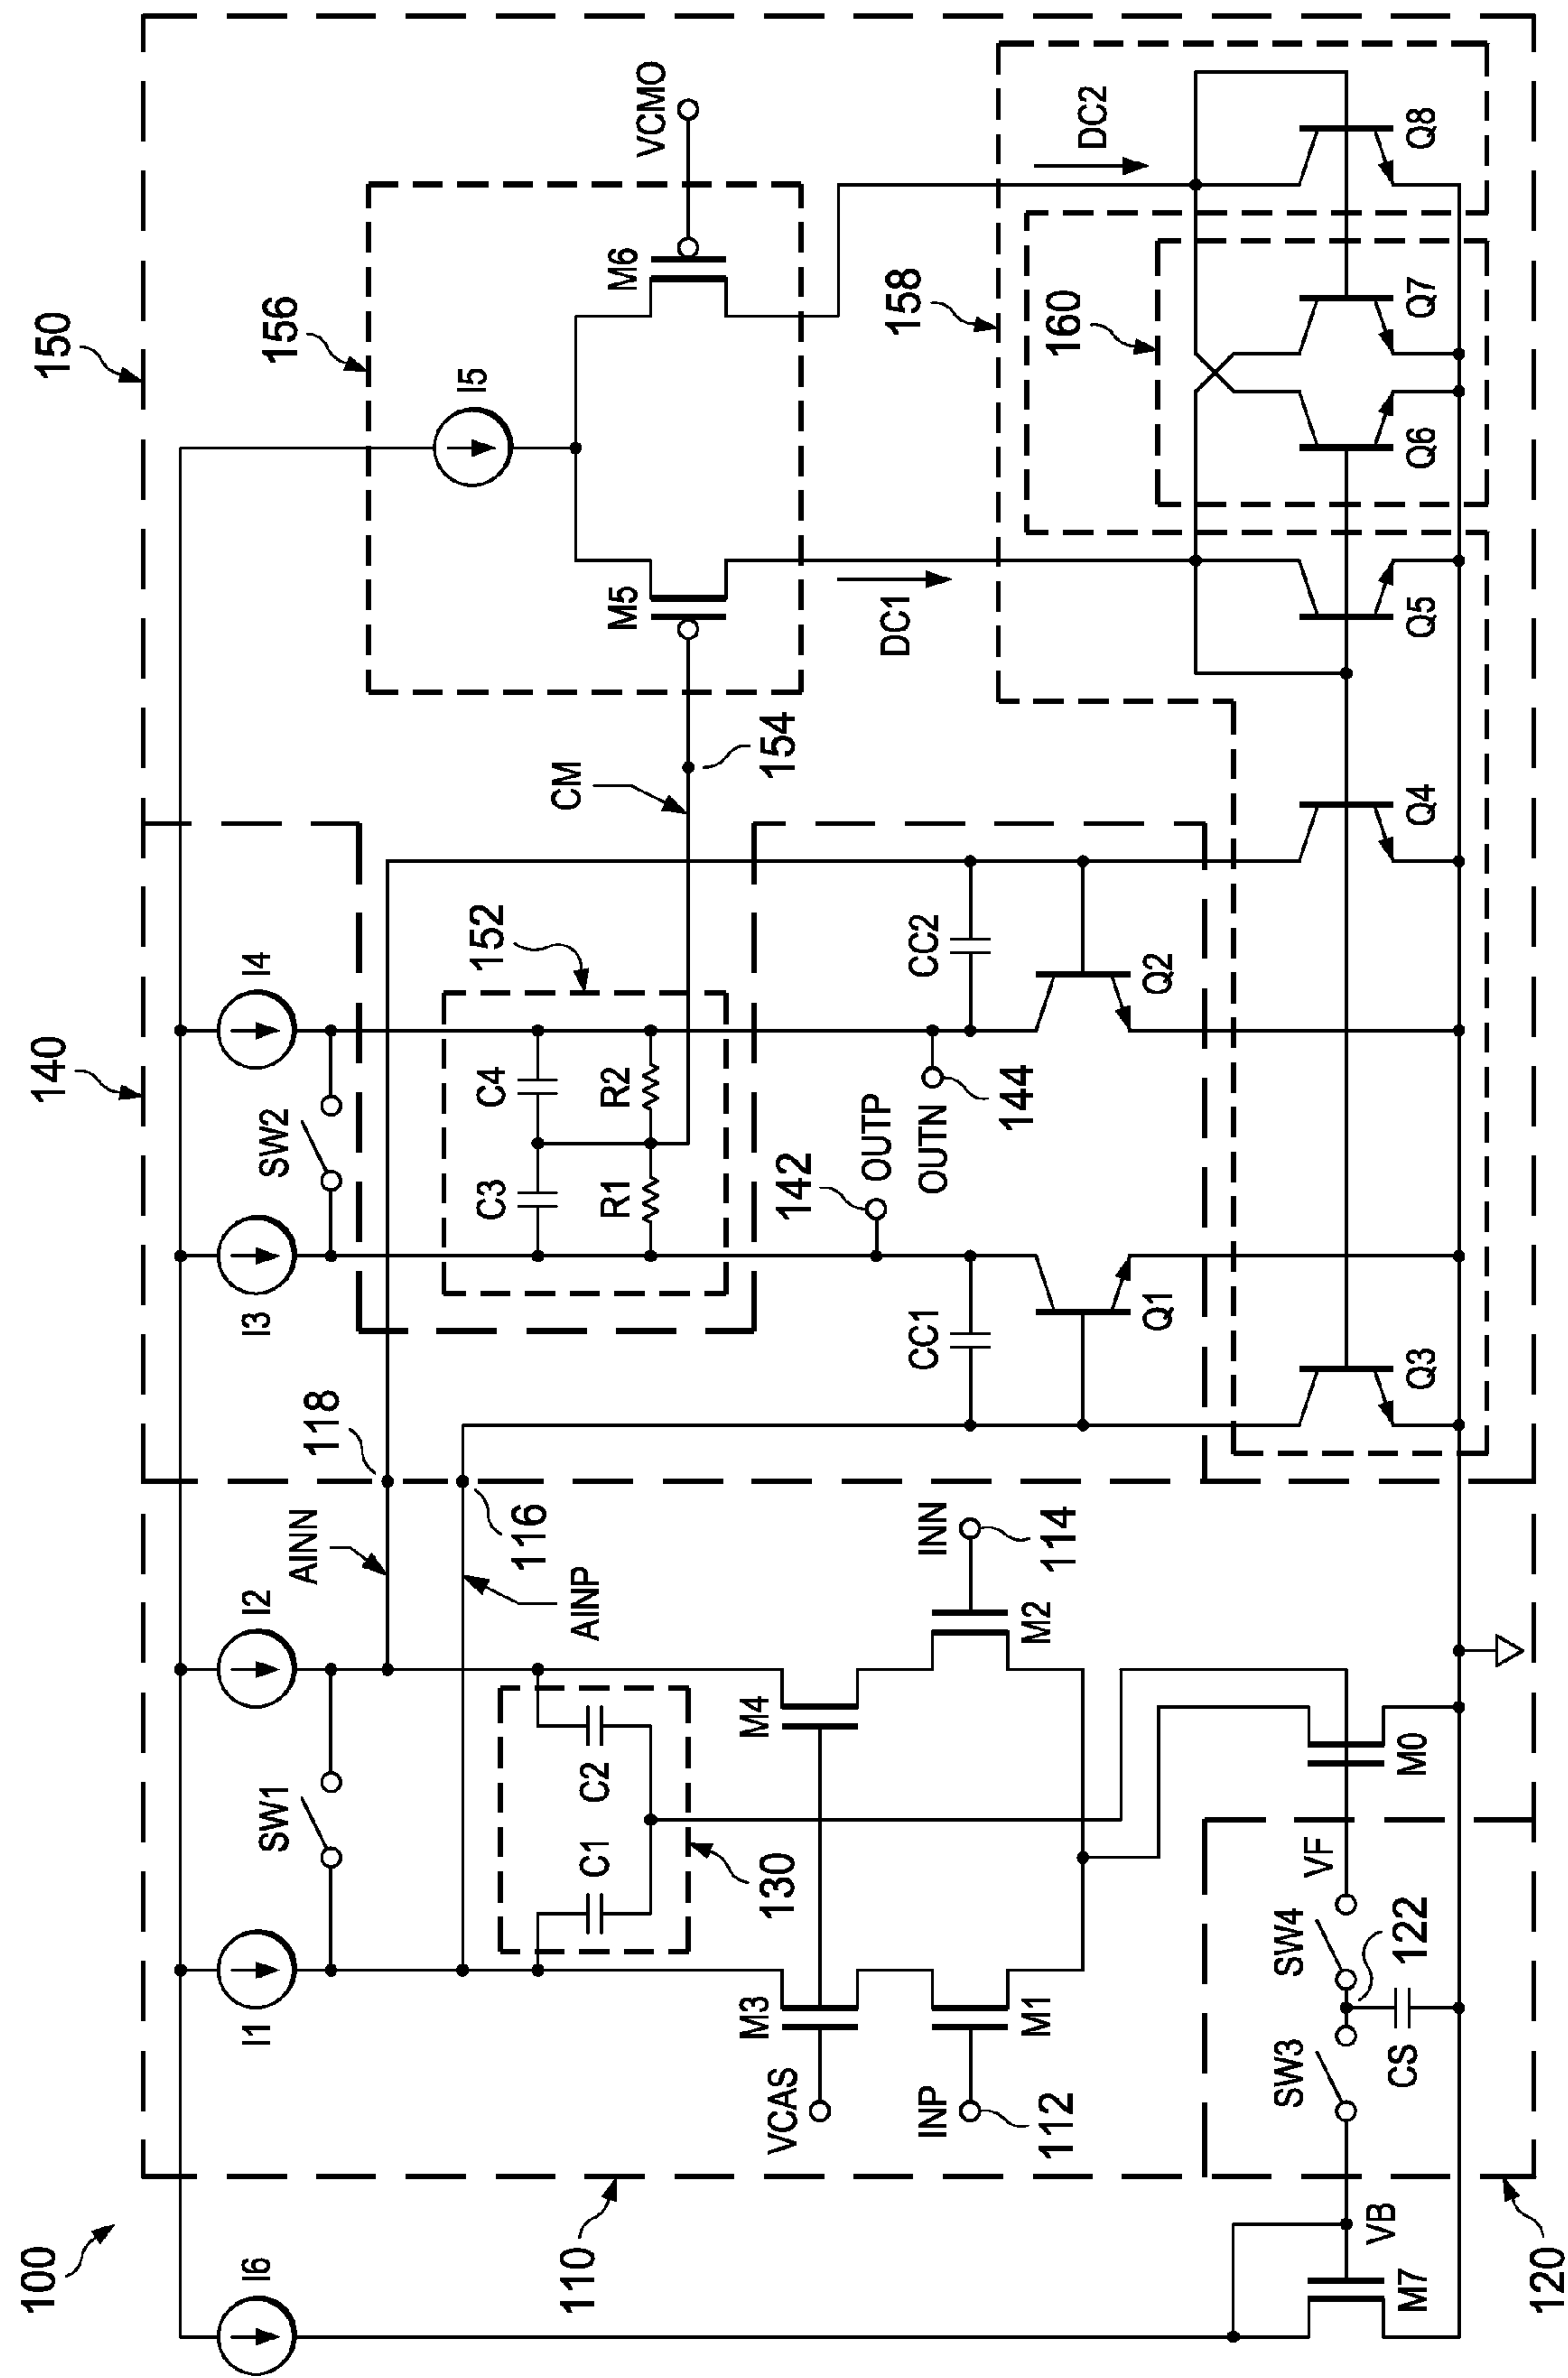 100
140
150
I6
I1
SW1
I2
I3
SW2
I4
I5
156
AINN
118
AINP
116
C1
C2
130
C3
C4
R1
R2
152
CM
154
M5
M6
VCMO
VCAS
M3
M4
INP
112
M1
M2
INN
114
110
CC1
142
OUTP
OUTN
144
CC2
Q1
Q2
DC1
DC2
158
160
VB
M7
SW3
SW4
VF
122
CS
M0
120
Q3
Q4
Q5
Q6
Q7
Q8